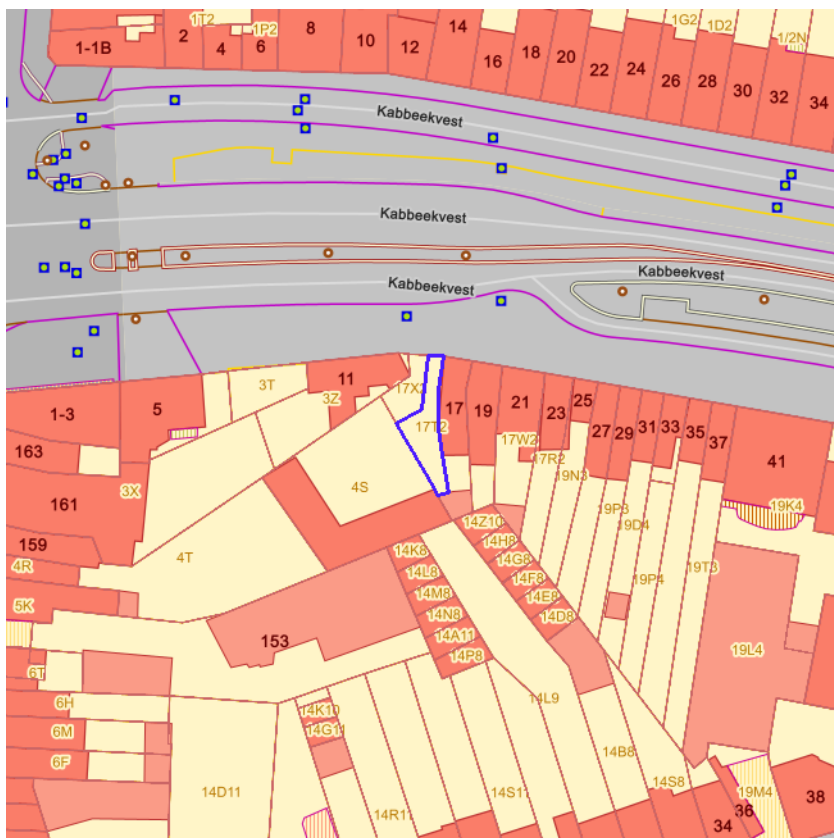 1T2
1P2
1G2
1D2
1/2N
1-1B
2
4
6
8
10
12
14
16
18
20
22
24
26
28
30
32
34
Kabbeekvest
Kabbeekvest
Kabbeekvest
Kabbeekvest
3T
11
17X2
3Z
1-3
5
17T2
17
19
21
23
25
27
29
31
33
35
37
41
163
17W2
17R2
19N3
3X
4S
161
19K4
19P3
19D4
14Z10
159
4T
14K8
14H8
4R
14L8
14G8
19P4
19T3
14M8
14F8
5K
14N8
14E8
153
14A11
14D8
14P8
19L4
6T
6H
14K10
14L9
6M
14G11
14B8
6F
14D11
14R11
14S11
14S8
19M4
36
38
34